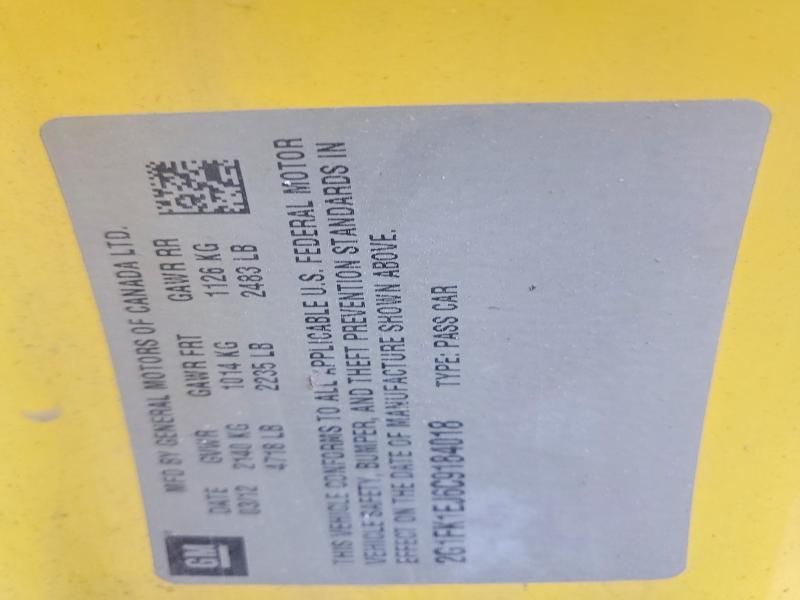 GM
MFD BY GENERAL MOTORS OF CANADA LTD.
DATE GVWR GAWR FRT GAWR RR
03/12 2140 KG 1014 KG 1126 KG
4718 LB 2235 LB 2483 LB
THIS VEHICLE CONFORMS TO ALL APPLICABLE U.S. FEDERAL MOTOR
VEHICLE SAFETY, BUMPER, AND THEFT PREVENTION STANDARDS IN
EFFECT ON THE DATE OF MANUFACTURE SHOWN ABOVE.
2G1FK1EJ6C9184018 TYPE: PASS CAR